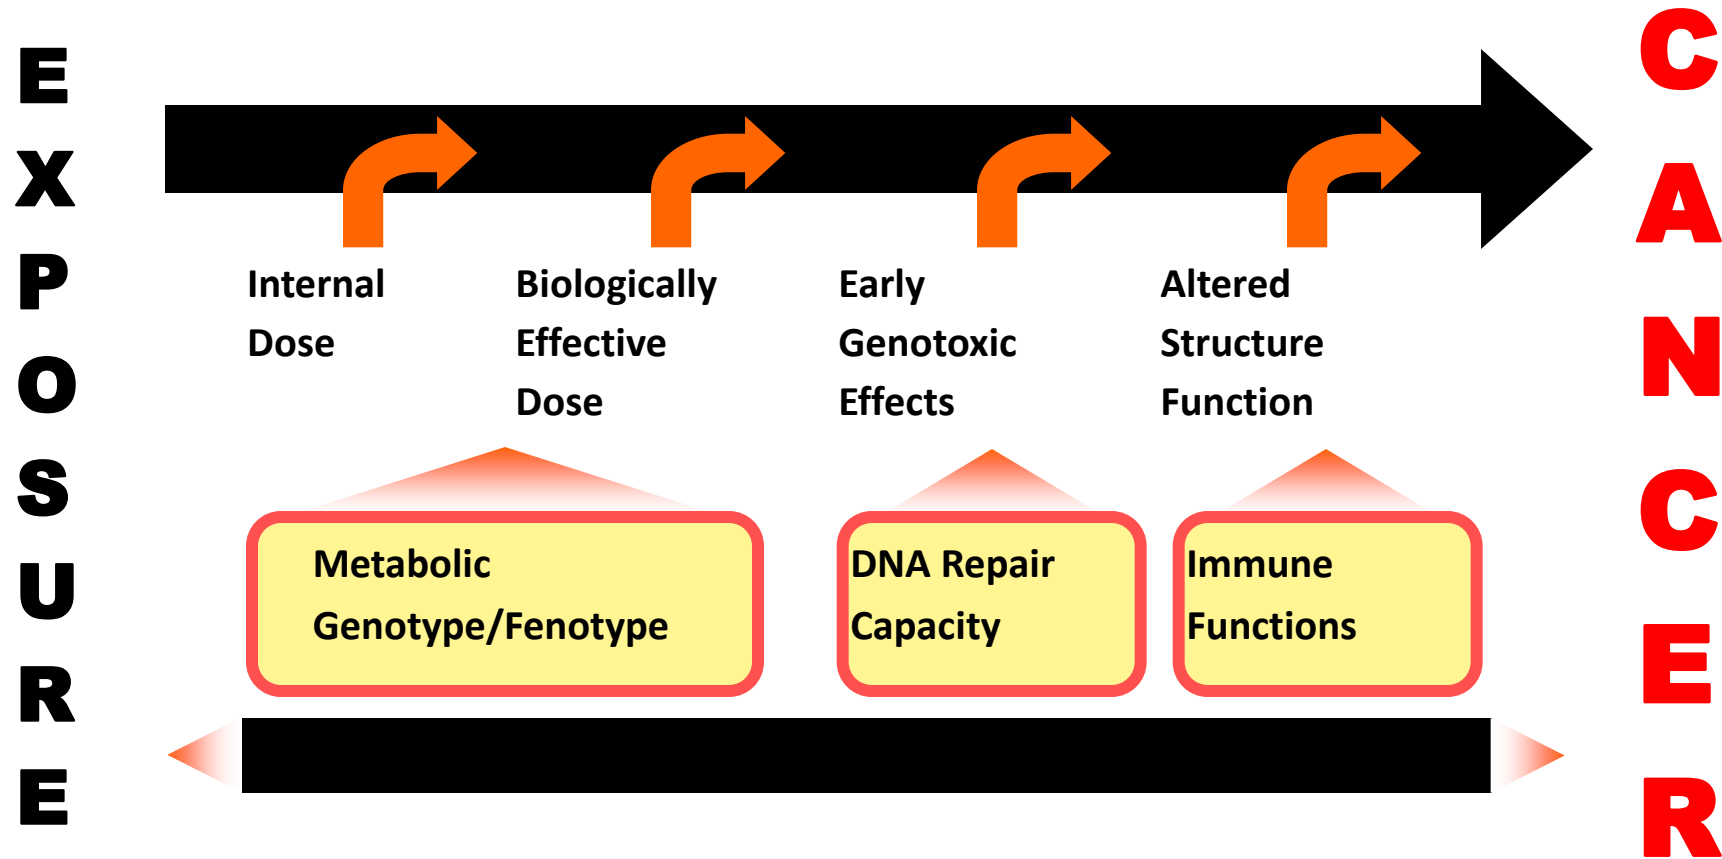 EXPOSURE
Internal
Dose
Biologically
Effective
Dose
Early
Genotoxic
Effects
Altered
Structure
Function
Metabolic
Genotype/Fenotype
DNA Repair
Capacity
Immune
Functions
CANCER